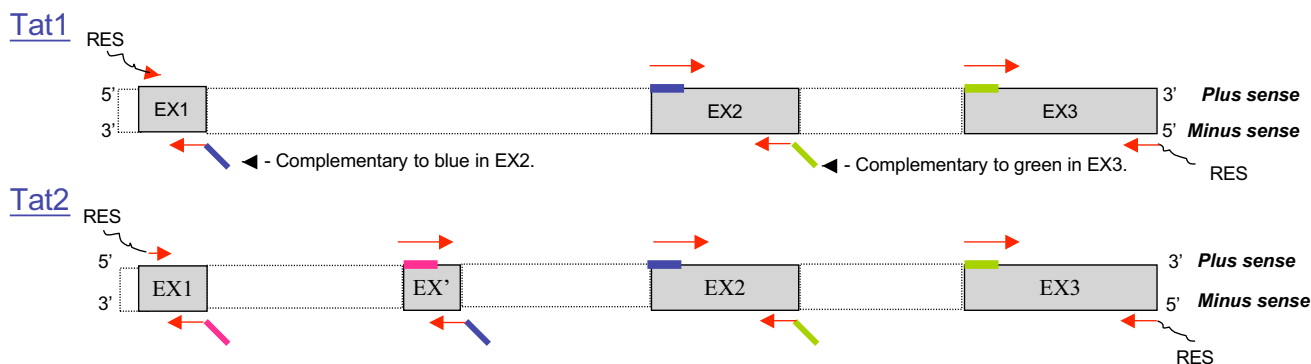 Tat1
RES
5’ EX1 EX2 EX3 3’ Plus sense
3’ 5’ Minus sense
◄ - Complementary to blue in EX2. ◄ - Complementary to green in EX3.
RES
Tat2
RES
5’ 3’ Plus sense
EX1 EX’ EX2 EX3
3’ 5’ Minus sense
RES